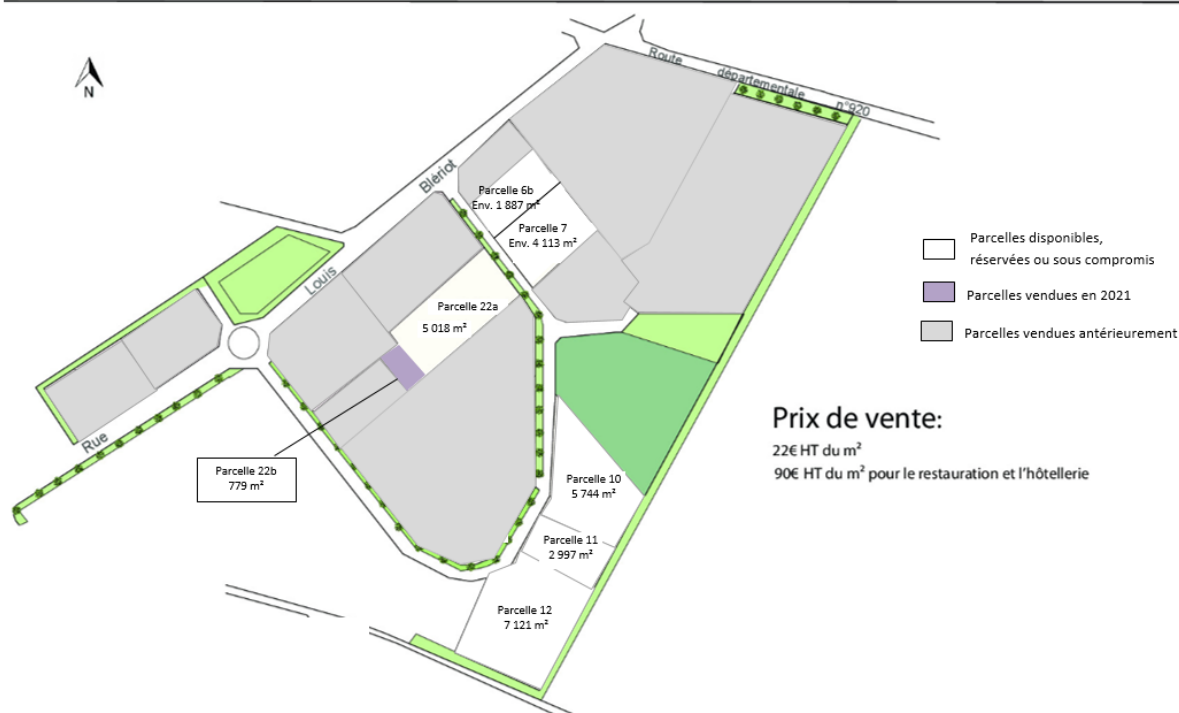 N
Route départementale n°920
Louis Blériot
Rue
Parcelle 6b
Env. 1 887 m²
Parcelle 7
Env. 4 113 m²
Parcelle 22a
5 018 m²
Parcelle 22b
779 m²
Parcelle 10
5 744 m²
Parcelle 11
2 997 m²
Parcelle 12
7 121 m²
Parcelles disponibles,
réservées ou sous compromis
Parcelles vendues en 2021
Parcelles vendues antérieurement
Prix de vente:
22€ HT du m²
90€ HT du m² pour le restauration et l’hôtellerie